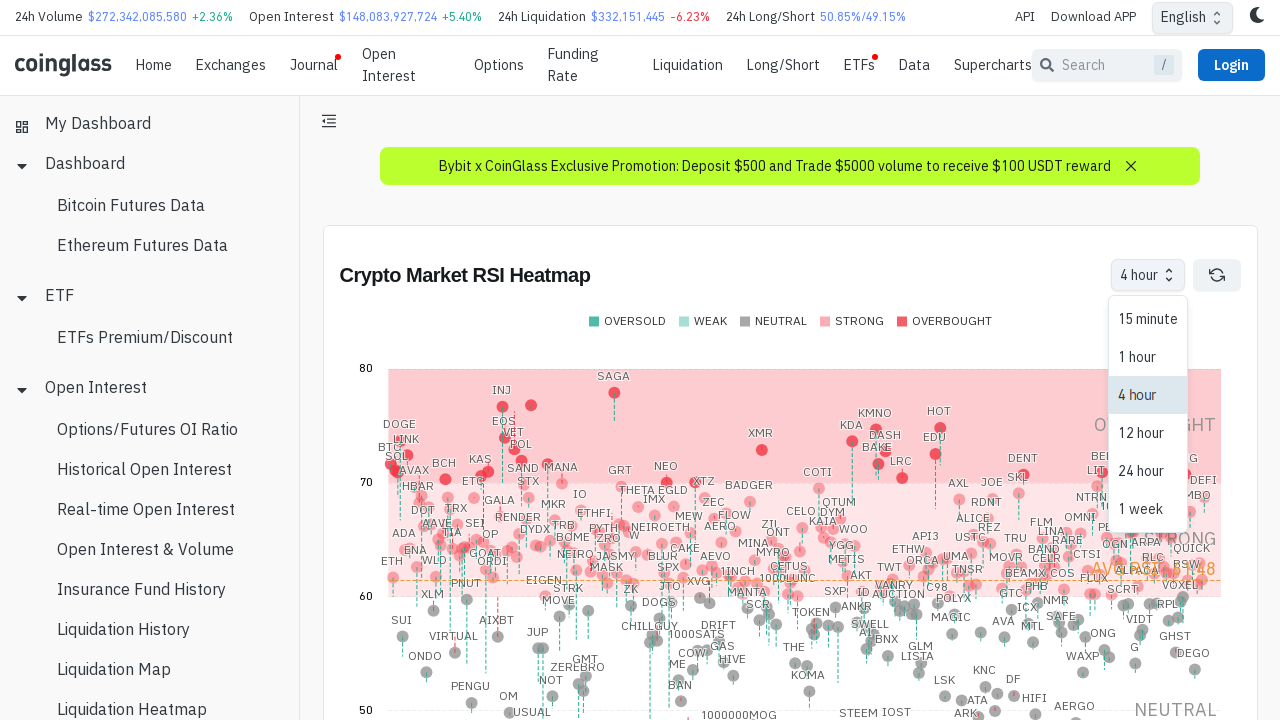 24h Volume $272,342,085,580 +2.36% Open Interest $148,083,927,724 +5.40% 24h Liquidation $332,151,445 -6.23% 24h Long/Short 50.85%/49.15% API Download APP English
coinglass Home Exchanges Journal Open Interest Options Funding Rate Liquidation Long/Short ETFs Data Supercharts Search / Login
My Dashboard
Dashboard
Bitcoin Futures Data
Ethereum Futures Data
ETF
ETFs Premium/Discount
Open Interest
Options/Futures OI Ratio
Historical Open Interest
Real-time Open Interest
Open Interest & Volume
Insurance Fund History
Liquidation History
Liquidation Map
Liquidation Heatmap
Bybit x CoinGlass Exclusive Promotion: Deposit $500 and Trade $5000 volume to receive $100 USDT reward
Crypto Market RSI Heatmap
4 hour
15 minute
1 hour
4 hour
12 hour
24 hour
1 week
OVERSOLD WEAK NEUTRAL STRONG OVERBOUGHT
80
SAGA
INJ
KMNO HOT
DOGE EOS KDA
LINK VET XMR DASH EDU
BTC POL BAKE
SOL BCH KAS LRC DENT
AVAX SAND MANA GRT NEO COTI
70
ETC STX XTZ AXL JOE SKL DEFI
HBAR IO THETA EGLD BADGER
DOT TRX GALA MKR IMX ZEC QTUM RDNT NTRN
AAVE SEI RENDER ETHFI MEW FLOW CELO DYM ALICE OMNI
ADA TIA OP DYDX TRB PYTH NEIROETH AERO KAIA WOO REZ FLM
BOME ZRO W ZIL ONT API3 USTC TRU LINA RARE OGN ARPA
STRONG
ENA WLD GOAT ORDI NEIRO JASMY BLUR CAKE MINA MYRO YGG ETHW UMA BAND CTSI QUICK
ETH MASK SPX AEVO CETUS METIS ORCA MOVR CELR RLC BSW
PNUT EIGEN STRK ZK JTO XVG 1INCH 1000LUNC AKT TWT TNSR BEAMX COS FLUX ALPACA
60
XLM MOVE DOGS MANTA SXP ID VANRY C98 PHB SCRT VOXEL
SUI AIXBT CHILLGUY SCR TOKEN ANKR AUCTION POLYX GTC ICX NMR RPL
VIRTUAL JUP 1000SATS DRIFT SWELL MAGIC AVA MTL SAFE VIDT
ONDO GMT COW GAS THE BNX GLM ONG GHST
PENGU NOT ZEREBRO ME HIVE KOMA LISTA KNC WAXP G DEGO
OM BAN LSK ATA DF
USUAL 1000000MOG STEEM IOST ARK HIFI AERGO
50
NEUTRAL